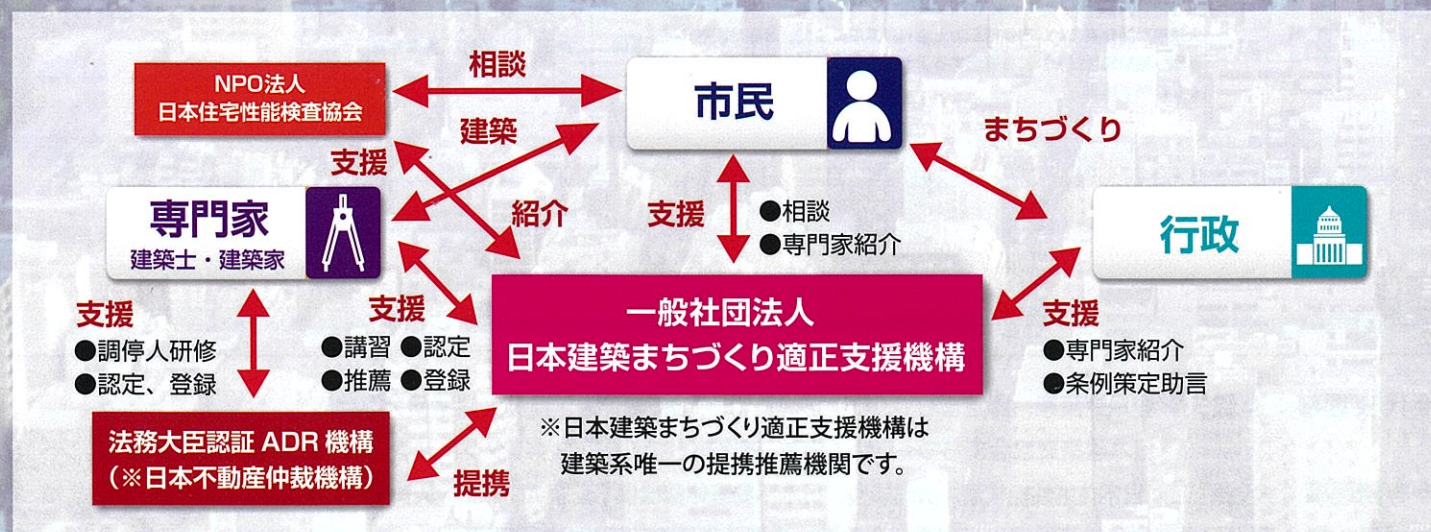 NPO法人
日本住宅性能検査協会
相談
市民
建築
まちづくり
支援
専門家
建築士・建築家
紹介
支援
●相談
●専門家紹介
行政
支援
●調停人研修
●認定、登録
支援
●講習 ●認定
●推薦 ●登録
一般社団法人
日本建築まちづくり適正支援機構
支援
●専門家紹介
●条例策定助言
法務大臣認証 ADR 機構
（※日本不動産仲裁機構）
提携
※日本建築まちづくり適正支援機構は
建築系唯一の提携推薦機関です。